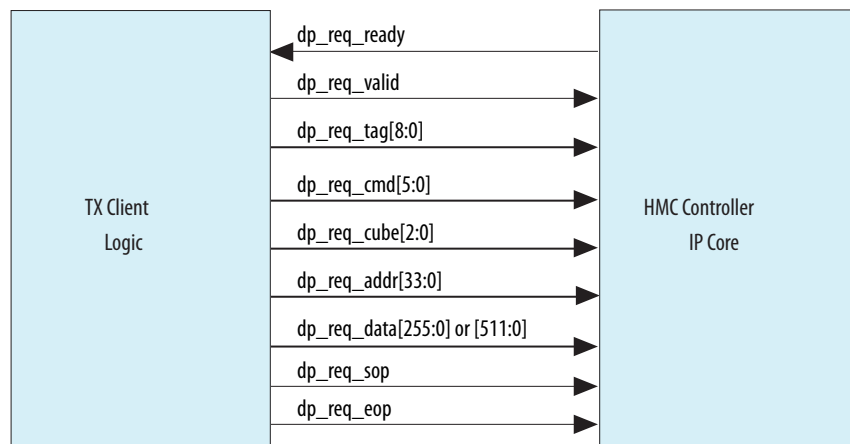 dp_req_ready
dp_req_valid
dp_req_tag[8:0]
dp_req_cmd[5:0]
TX Client
Logic
HMC Controller
IP Core
dp_req_cube[2:0]
dp_req_addr[33:0]
dp_req_data[255:0] or [511:0]
dp_req_sop
dp_req_eop